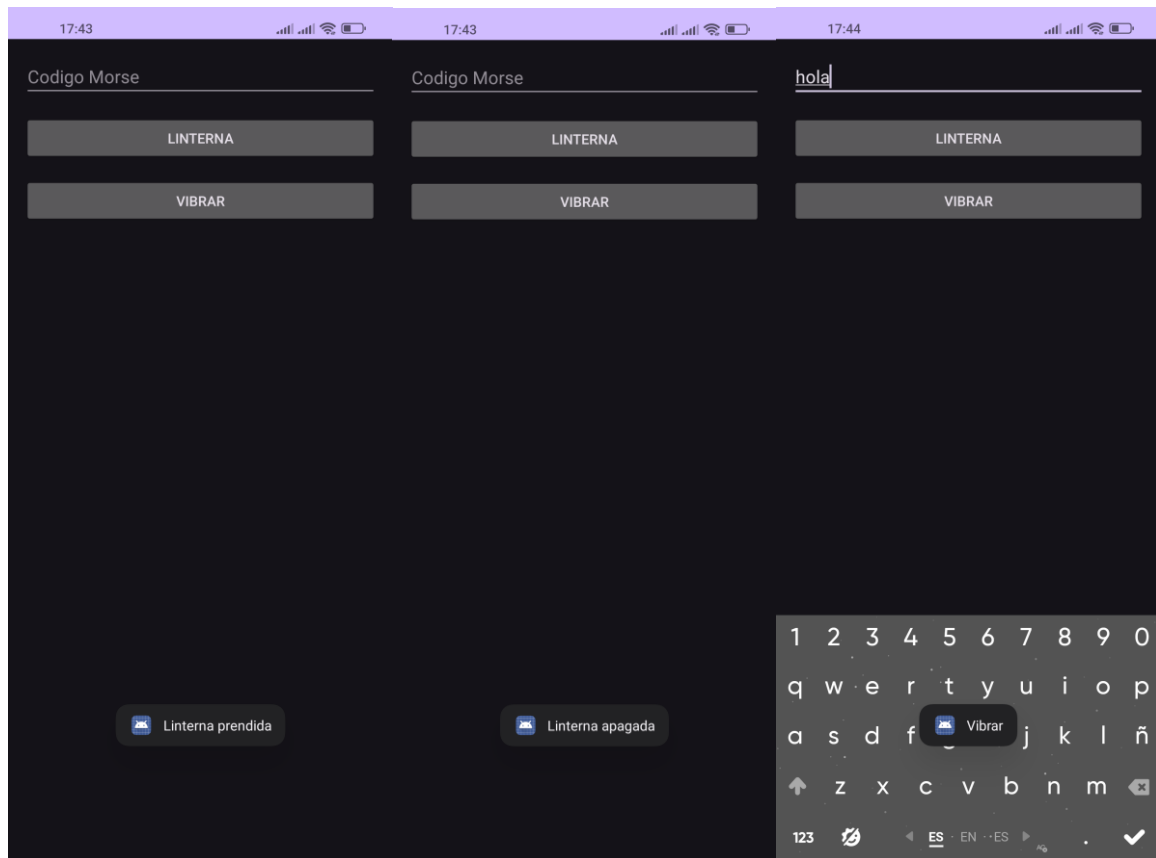 17:43
Codigo Morse
LINTERNA
VIBRAR
Linterna prendida
17:43
Codigo Morse
LINTERNA
VIBRAR
Linterna apagada
17:44
hola
LINTERNA
VIBRAR
1 2 3 4 5 6 7 8 9 0
q w e r t y u i o p
a s d f j k l ñ
Vibrar
z x c v b n m
123 ES · EN · ES .